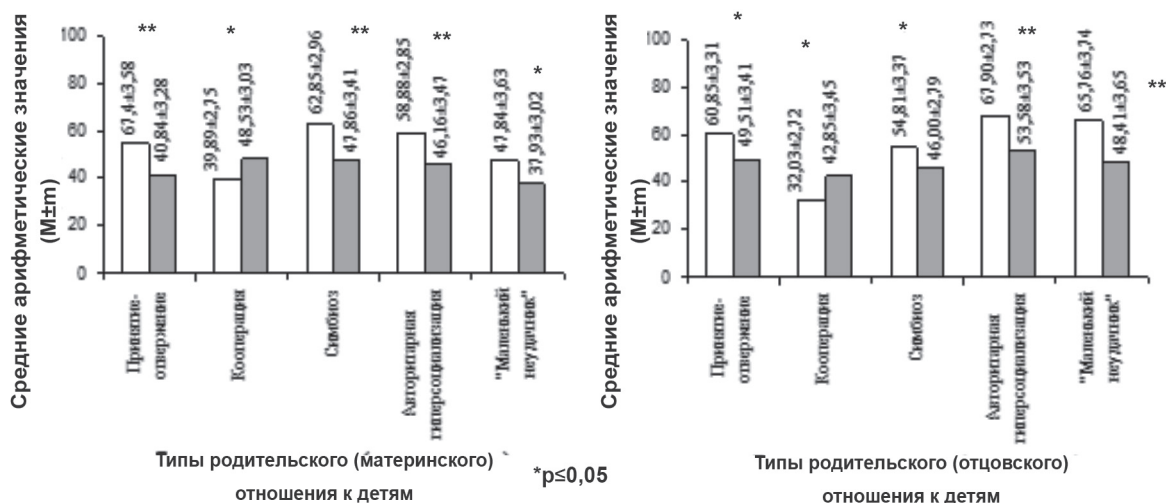 Средние арифметические значения
(M±m)
100
80
60
40
20
0
67,4±3,58
40,84±3,28
39,89±2,75
48,53±3,03
62,85±2,96
47,86±3,41
58,88±2,85
46,16±3,47
47,84±3,63
37,93±3,02
**
*
**
**
*
Принятие-
отвержание
Кооперация
Симбиоз
Авторитарная
гиперсоциализация
"Маленький
неудачник"
Типы родительского (материнского)
отношения к детям
*p≤0,05
Средние арифметические значения
(M±m)
100
80
60
40
20
0
60,85±3,31
49,51±3,41
32,03±2,72
42,85±3,45
54,81±3,37
46,00±2,79
67,90±2,73
53,58±3,53
65,76±3,74
48,41±3,65
*
*
*
**
**
Принятие-
отвержание
Кооперация
Симбиоз
Авторитарная
гиперсоциализация
"Маленький
неудачник"
Типы родительского (отцовского)
отношения к детям